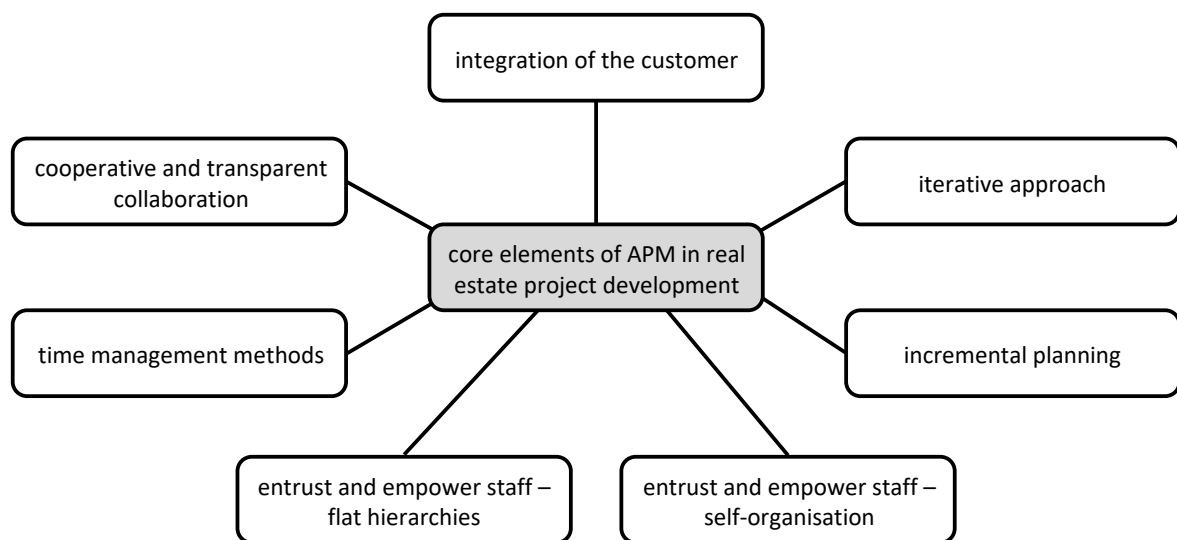 integration of the customer
cooperative and transparent
collaboration
iterative approach
core elements of APM in real
estate project development
time management methods
incremental planning
entrust and empower staff –
flat hierarchies
entrust and empower staff –
self-organisation